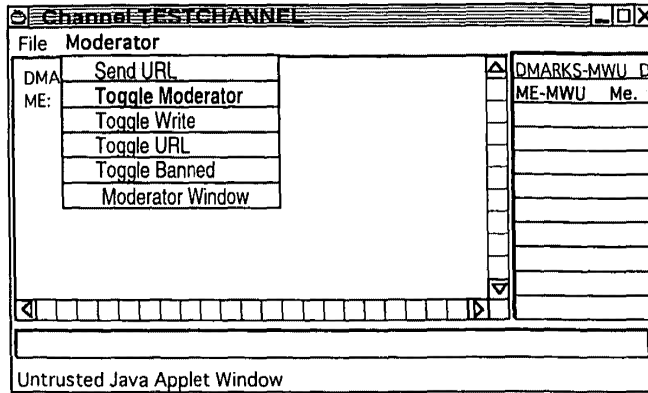 Channel TESTCHANNEL
File Moderator
DMA
ME:
Send URL
Toggle Moderator
Toggle Write
Toggle URL
Toggle Banned
Moderator Window
DMARKS-MWU D
ME-MWU Me.
Untrusted Java Applet Window